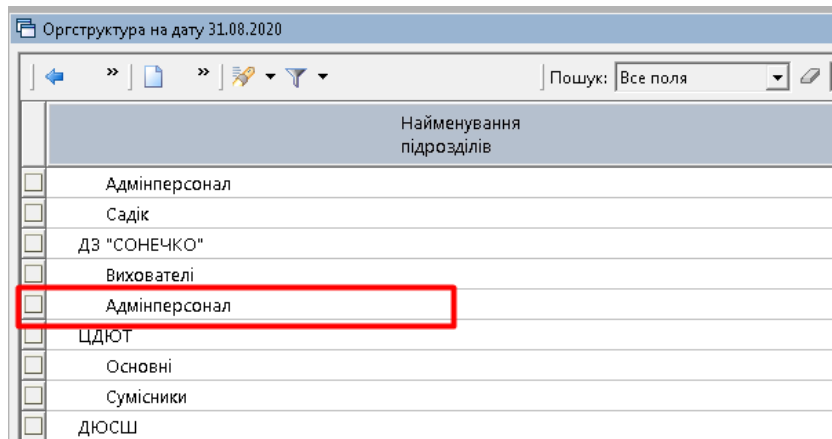 Оргструктура на дату 31.08.2020
» » Пошук: Все поля
Найменування
підрозділів
Адмінперсонал
Садік
ДЗ "СОНЕЧКО"
Вихователі
Адмінперсонал
ЦДЮТ
Основні
Сумісники
ДЮСШ